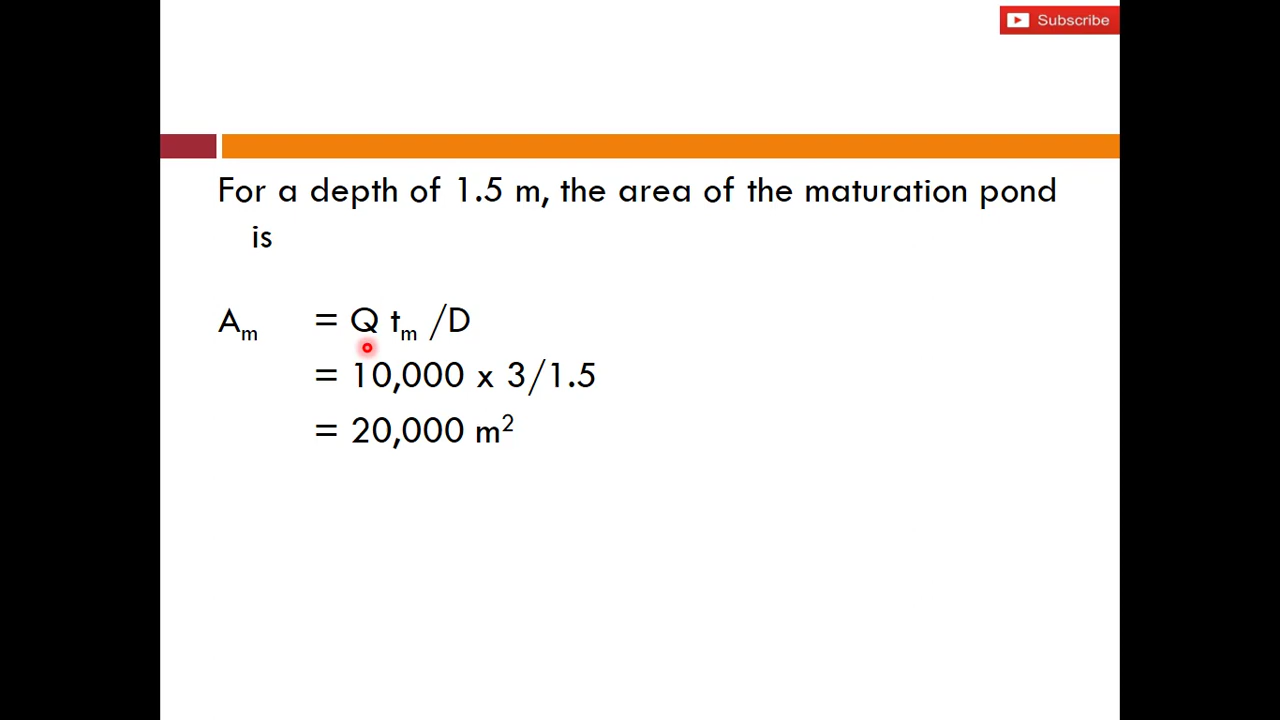 Subscribe
For a depth of 1.5 m, the area of the maturation pond
is
Aₘ = Q tₘ /D
= 10,000 x 3/1.5
= 20,000 m²